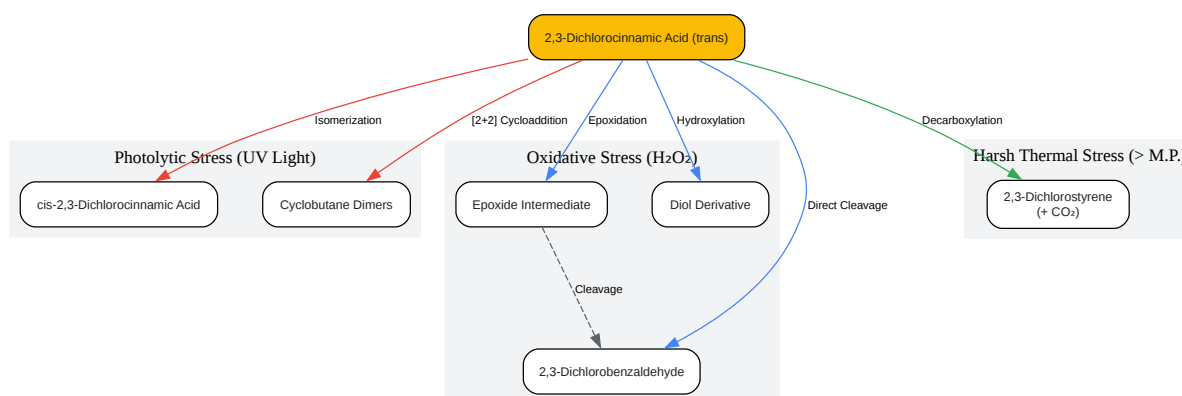 2,3-Dichlorocinnamic Acid (trans)
Isomerization
[2+2] Cycloaddition
Epoxidation
Hydroxylation
Decarboxylation
Photolytic Stress (UV Light)
Oxidative Stress (H₂O₂)
Harsh Thermal Stress (> M.P.)
cis-2,3-Dichlorocinnamic Acid
Cyclobutane Dimers
Epoxide Intermediate
Diol Derivative
Direct Cleavage
2,3-Dichlorostyrene
(+ CO₂)
Cleavage
2,3-Dichlorobenzaldehyde